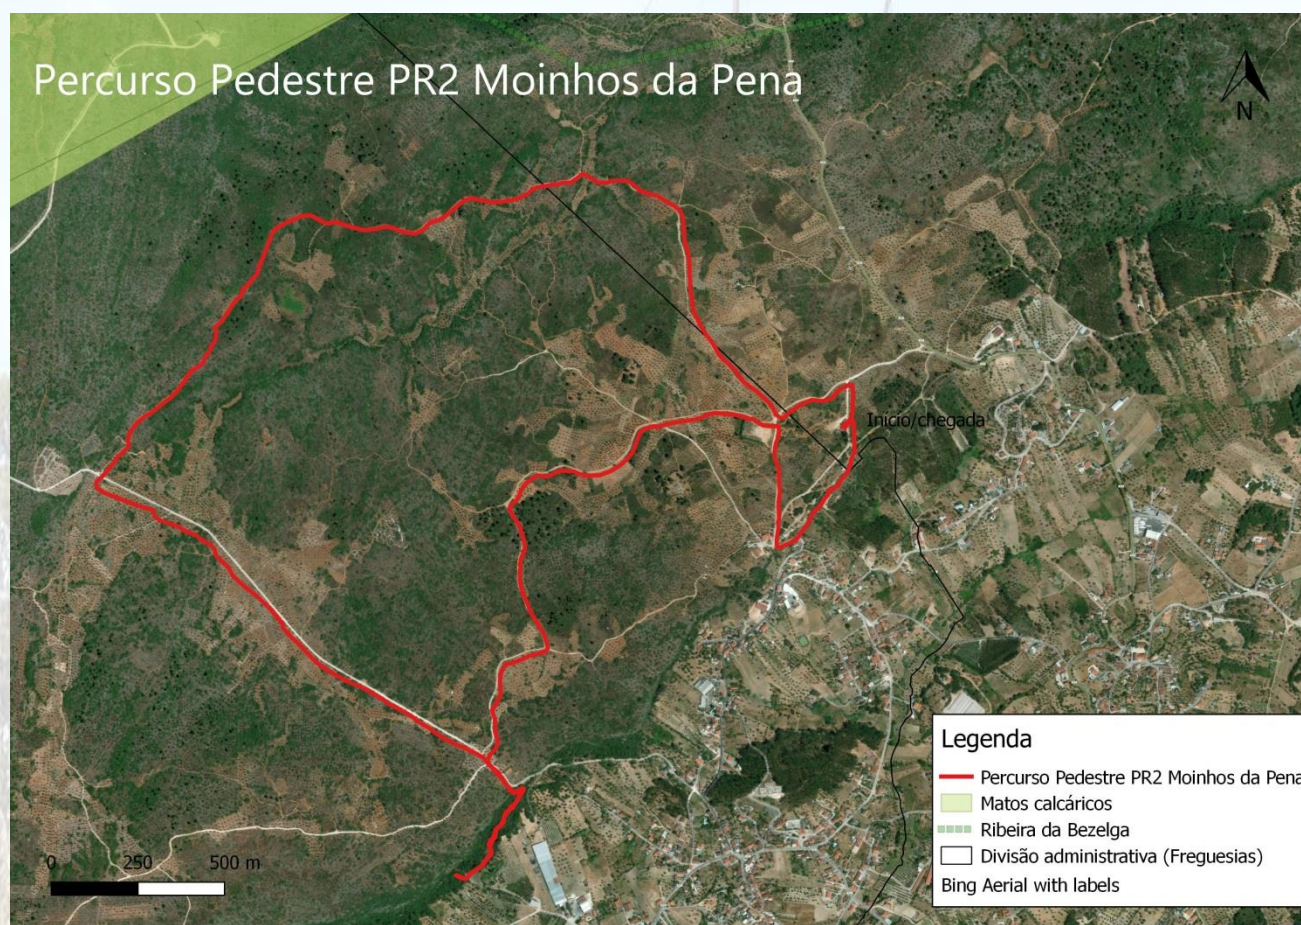 Percurso Pedestre PR2 Moinhos da Pena
N
Início/chegada
Legenda
Percurso Pedestre PR2 Moinhos da Pena
Matos calcáricos
Ribeira da Bezelga
Divisão administrativa (Freguesias)
Bing Aerial with labels
0 250 500 m